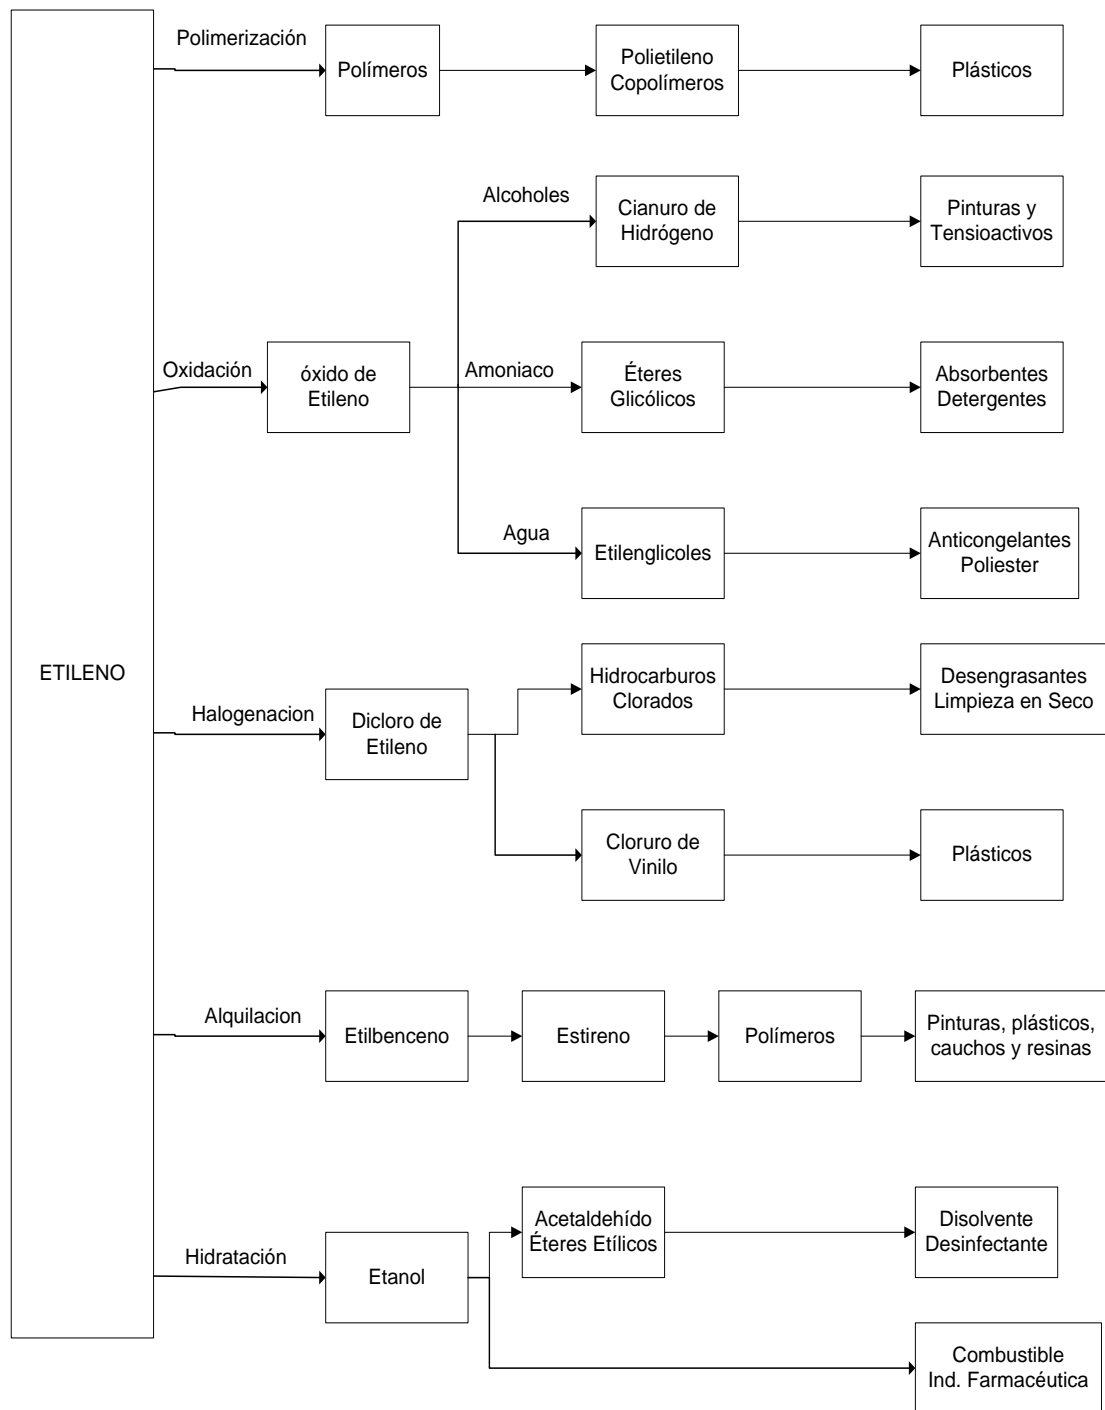 Polimerización
Polímeros
Polietileno
Copolímeros
Plásticos
Alcoholes
Cianuro de
Hidrógeno
Pinturas y
Tensioactivos
Oxidación
óxido de
Etileno
Amoniaco
Éteres
Glicólicos
Absorbentes
Detergentes
Agua
Etilenglicoles
Anticongelantes
Poliester
ETILENO
Halogenacion
Dicloro de
Etileno
Hidrocarburos
Clorados
Desengrasantes
Limpieza en Seco
Cloruro de
Vinilo
Plásticos
Alquilacion
Etilbenceno
Estireno
Polímeros
Pinturas, plásticos,
cauchos y resinas
Hidratación
Etanol
Acetaldehído
Éteres Etílicos
Disolvente
Desinfectante
Combustible
Ind. Farmacéutica